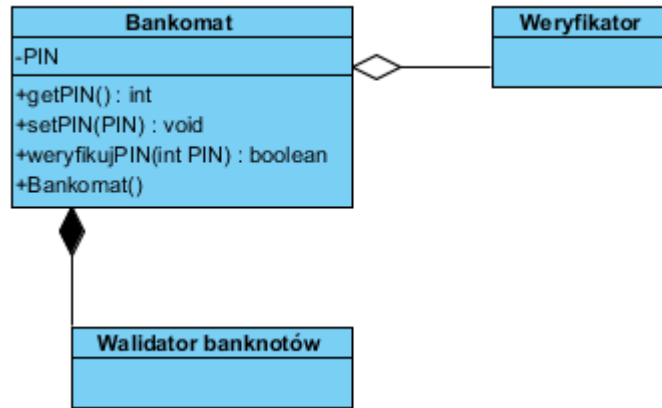 Bankomat
-PIN
+getPIN() : int
+setPIN(PIN) : void
+weryfikujPIN(int PIN) : boolean
+Bankomat()
Weryfikator
Walidator banknotów